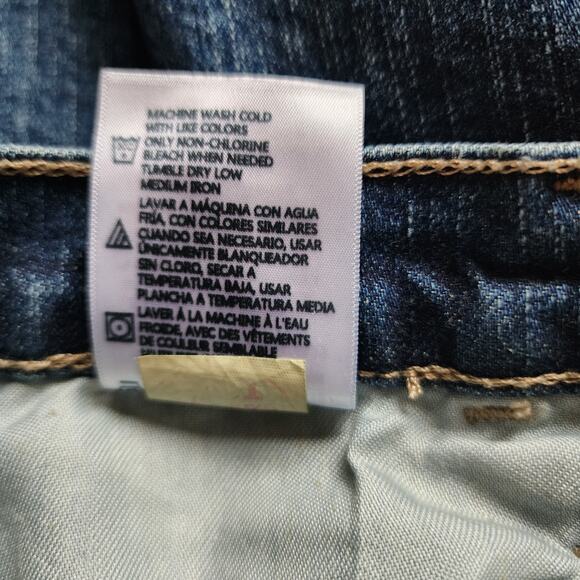 MACHINE WASH COLD
WITH LIKE COLORS
ONLY NON-CHLORINE
BLEACH WHEN NEEDED
TUMBLE DRY LOW
MEDIUM IRON
LAVAR A MÁQUINA CON AGUA
FRÍA, CON COLORES SIMILARES
CUANDO SEA NECESARIO, USAR
ÚNICAMENTE BLANQUEADOR
SIN CLORO, SECAR A
TEMPERATURA BAJA, USAR
PLANCHA A TEMPERATURA MEDIA
LAVER À LA MACHINE À L'EAU
FROIDE, AVEC DES VÊTEMENTS
DE COULEUR SEMBLABLE